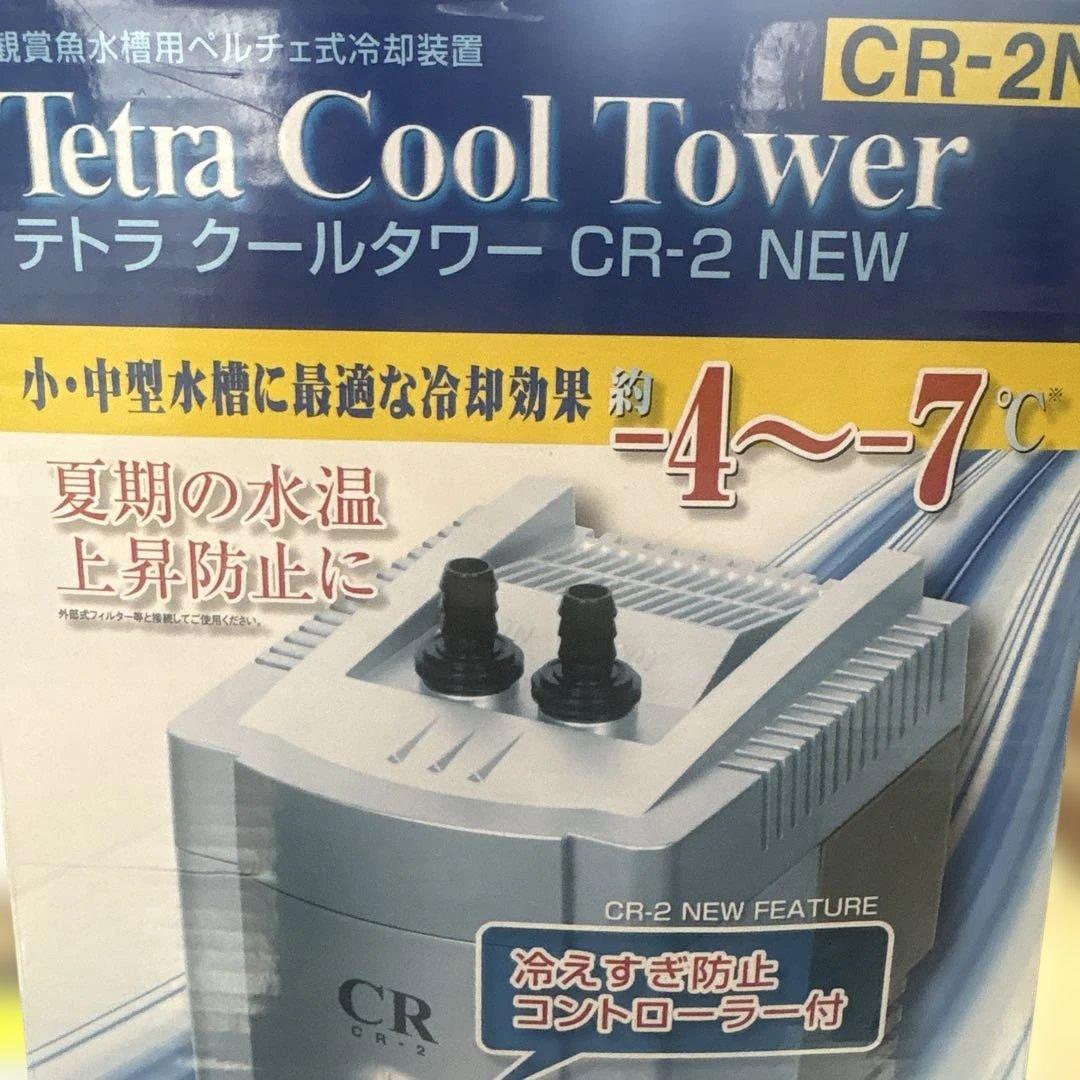 観賞魚水槽用ペルチェ式冷却装置
CR-2N
Tetra Cool Tower
テトラ クールタワー CR-2 NEW
小・中型水槽に最適な冷却効果 約-4～-7℃※
夏期の水温
上昇防止に
外部式フィルター等と接続してご使用ください。
CR-2 NEW FEATURE
冷えすぎ防止
コントローラー付
CR
CR-2